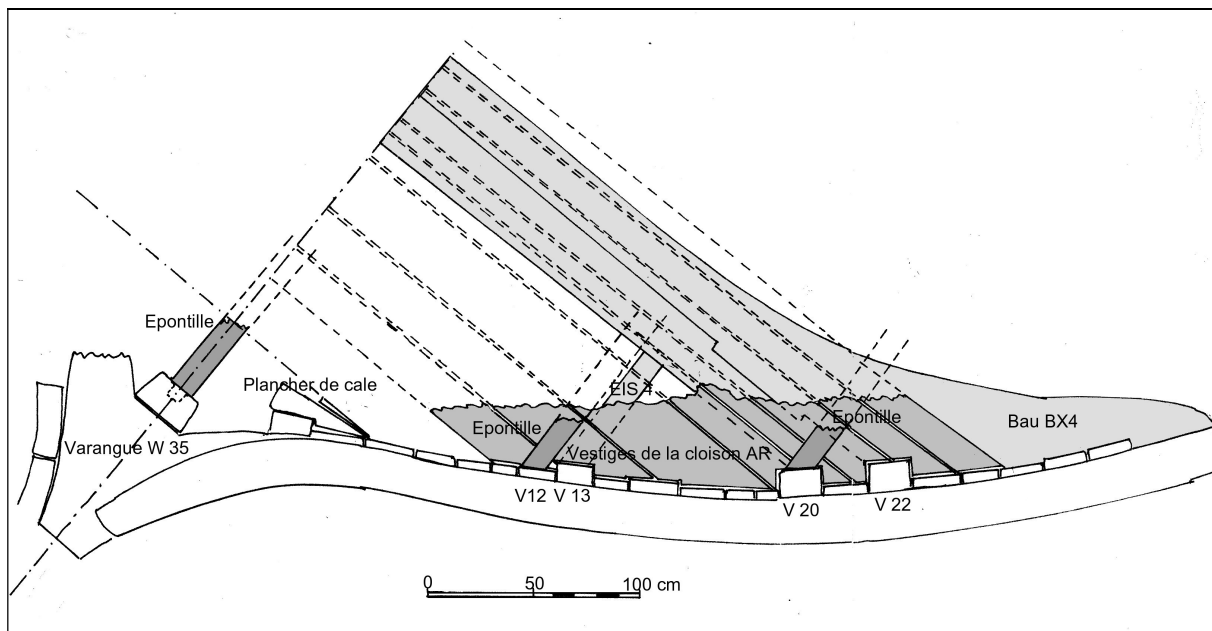 Epontille
Plancher de cale
EIS 4
Epontille
Epontille
Bau BX4
Varangue W 35
Vestiges de la cloison AR
V12 V 13
V 20
V 22
0 50 100 cm